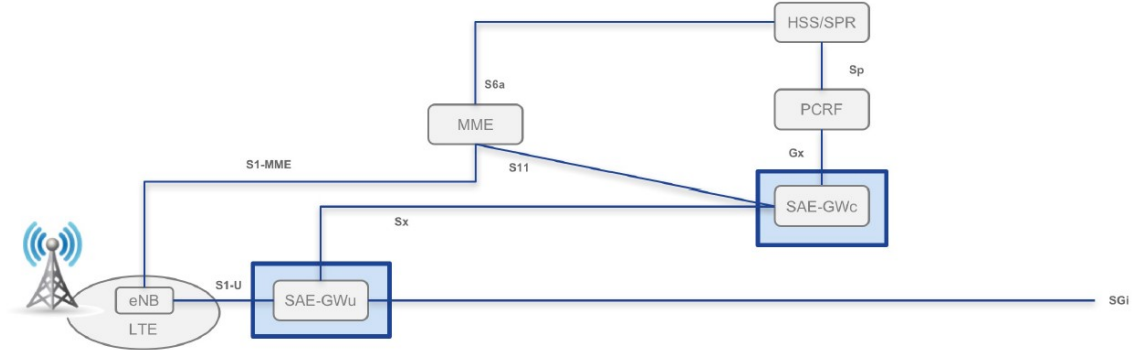 HSS/SPR
Sp
S6a
PCRF
MME
Gx
S1-MME
S11
SAE-GWc
Sx
S1-U
eNB
SAE-GWu
SGi
LTE